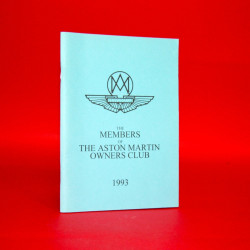 THE
MEMBERS
OF
THE ASTON MARTIN
OWNERS CLUB
1993